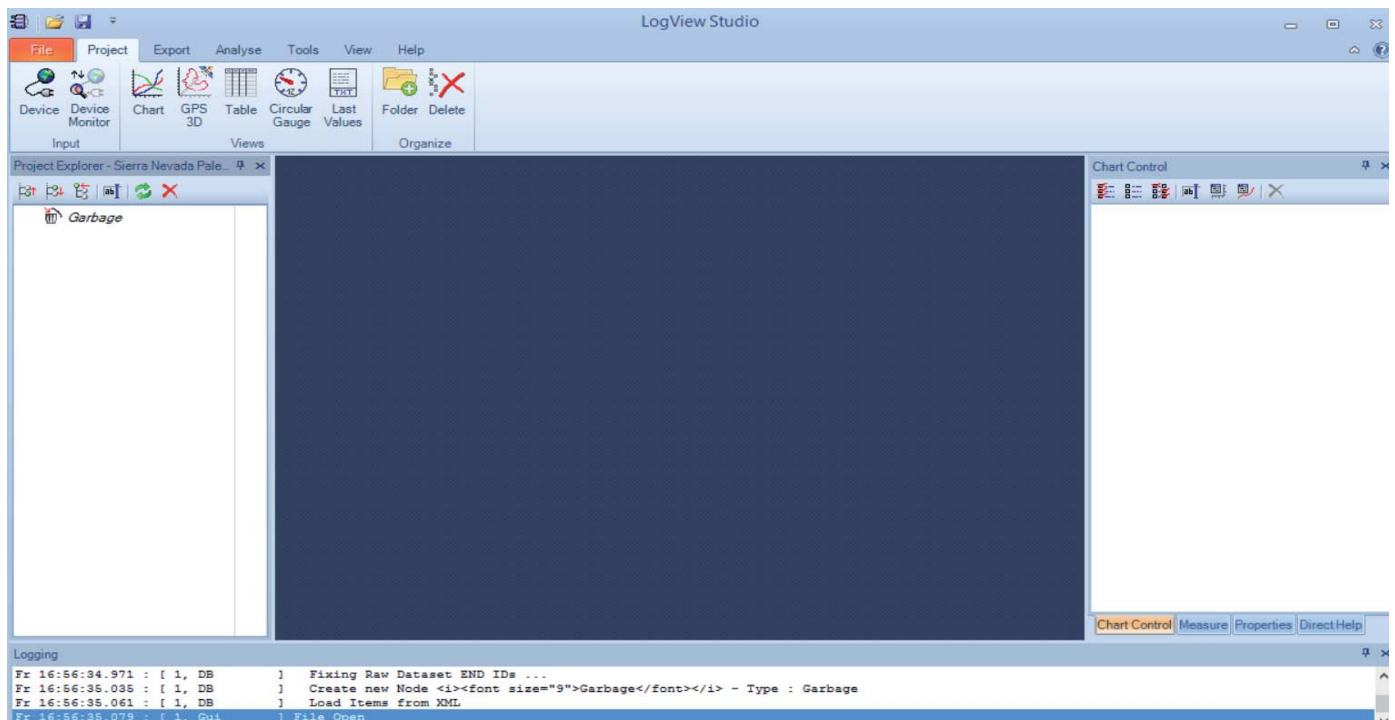 LogView Studio
File Project Export Analyse Tools View Help
Device Device Monitor Chart GPS 3D Table Circular Gauge Last Values Folder Delete
Input Views Organize
Project Explorer - Sierra Nevada Pale...
Chart Control
Garbage
Chart Control Measure Properties Direct Help
Logging
Fr 16:56:34.971 : [ 1, DB ] Fixing Raw Dataset END IDs ...
Fr 16:56:35.035 : [ 1, DB ] Create new Node <i><font size="9">Garbage</font></i> - Type : Garbage
Fr 16:56:35.061 : [ 1, DB ] Load Items from XML
Fr 16:56:35.079 : [ 1, Gui ] File Open